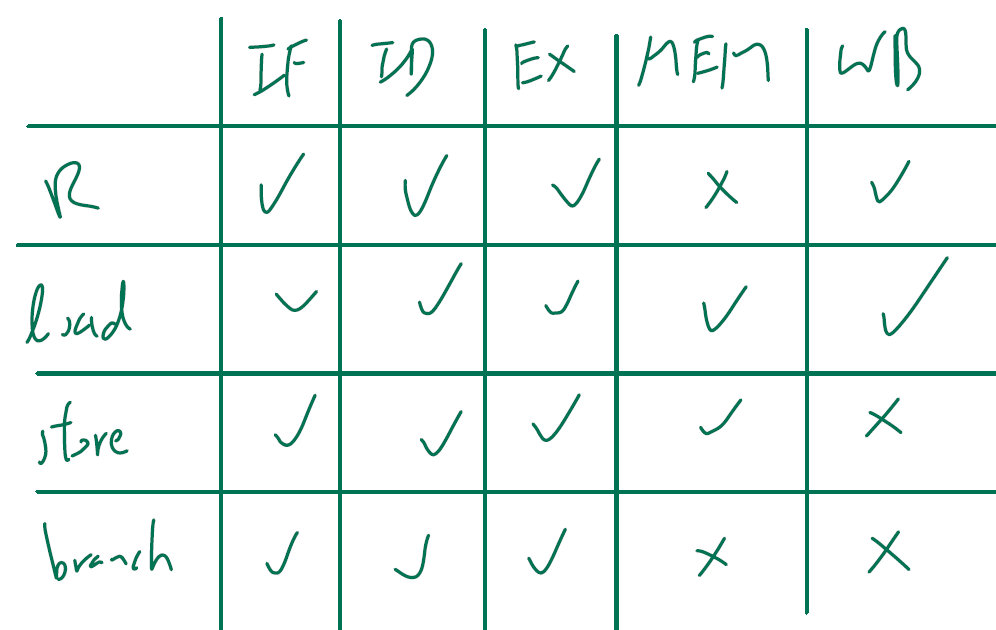 IF ID EX MEM WB
R ✓ ✓ ✓ × ✓
load ✓ ✓ ✓ ✓ ✓
store ✓ ✓ ✓ ✓ ×
branch ✓ ✓ ✓ × ×